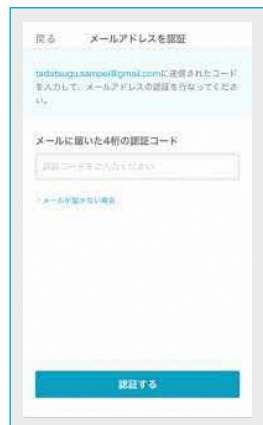 戻る メールアドレスを認証
tadatsugu.sampei@gmail.comに送信されたコード
を入力して、メールアドレスの認証を行なってくださ
い。
メールに届いた4桁の認証コード
認証コードをご入力ください
メールが届かない場合
認証する